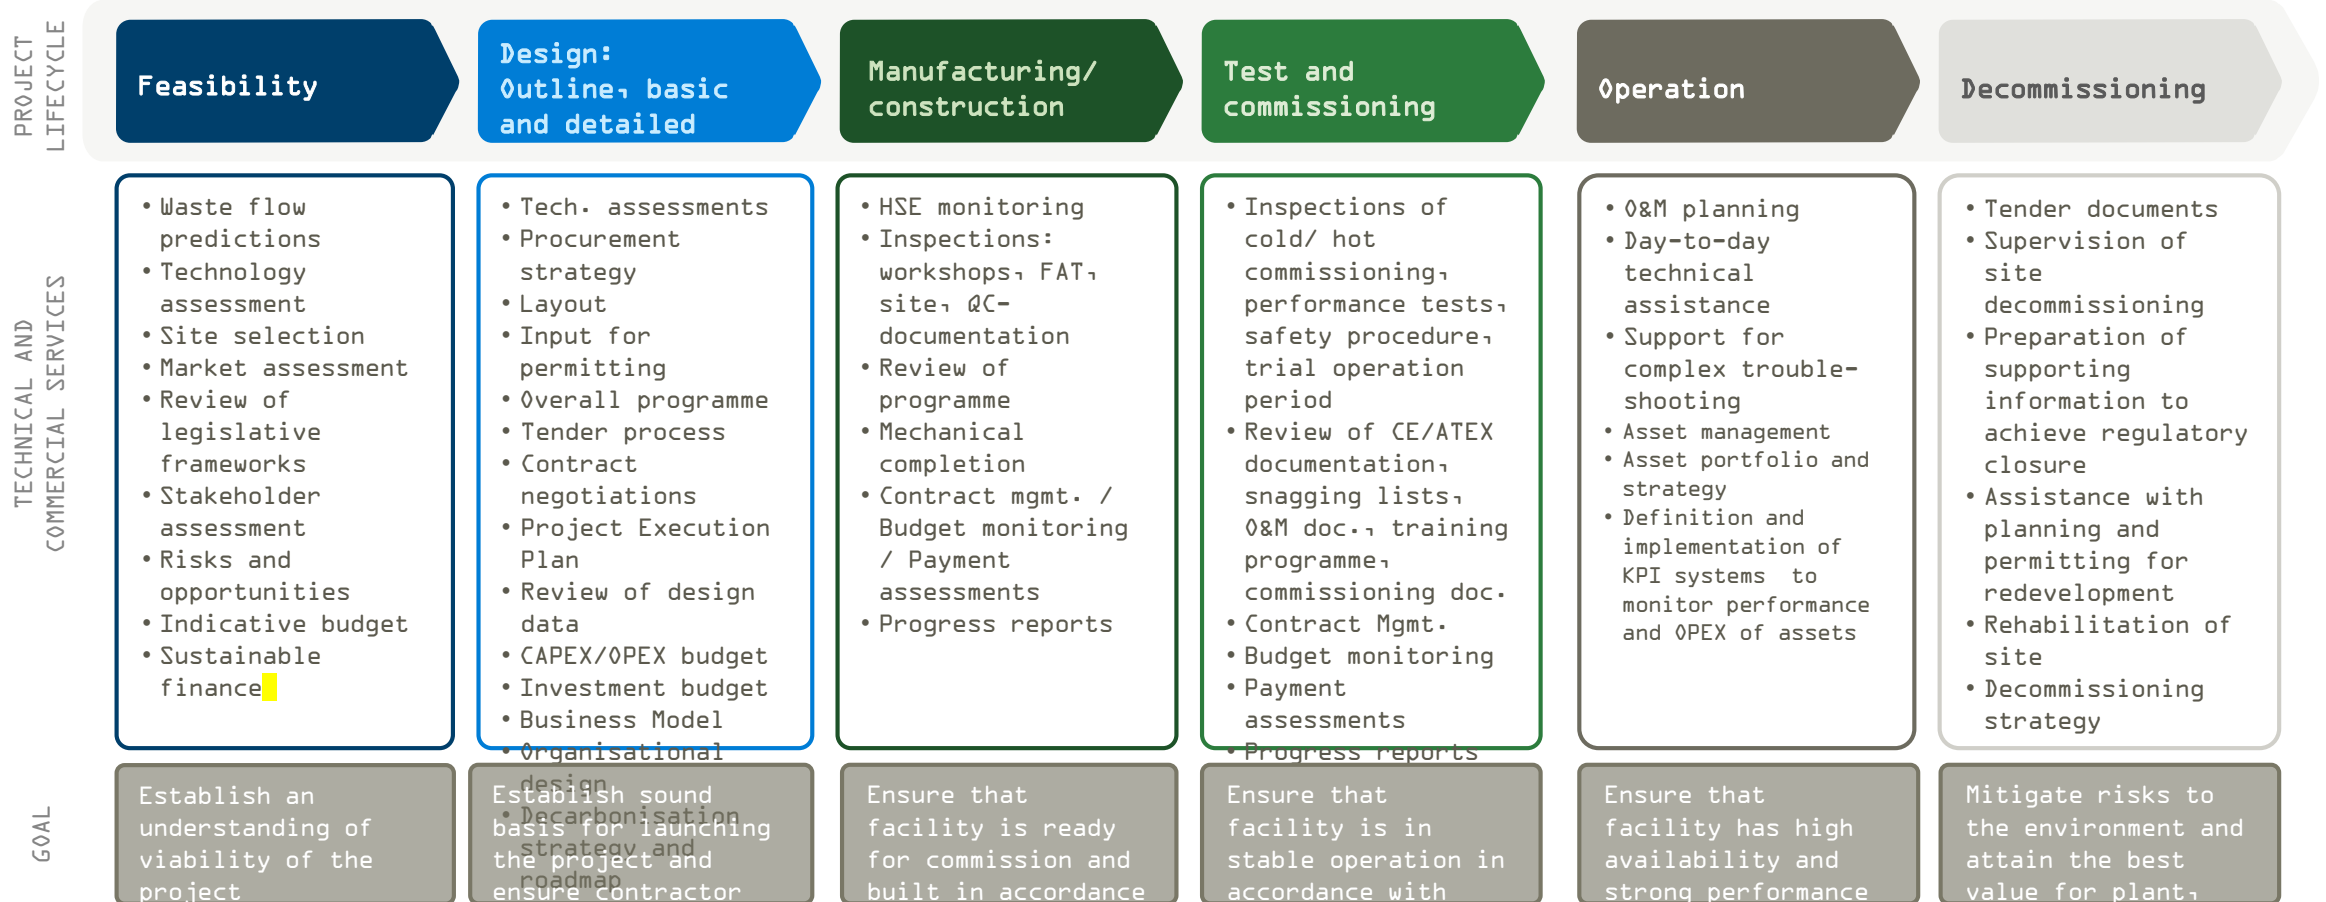 PROJECT
LIFECYCLE
Feasibility
Design:
Outline, basic
and detailed
Manufacturing/
construction
Test and
commissioning
Operation
Decommissioning
TECHNICAL AND
COMMERCIAL SERVICES
• Waste flow
predictions
• Technology
assessment
• Site selection
• Market assessment
• Review of
legislative
frameworks
• Stakeholder
assessment
• Risks and
opportunities
• Indicative budget
• Sustainable
finance
• Tech. assessments
• Procurement
strategy
• Layout
• Input for
permitting
• Overall programme
• Tender process
• Contract
negotiations
• Project Execution
Plan
• Review of design
data
• CAPEX/OPEX budget
• Investment budget
• Business Model
• Organisational
design
• Decarbonisation
strategy and
roadmap
• HSE monitoring
• Inspections:
workshops, FAT,
site, QC-
documentation
• Review of
programme
• Mechanical
completion
• Contract mgmt. /
Budget monitoring
/ Payment
assessments
• Progress reports
• Inspections of
cold/ hot
commissioning,
performance tests,
safety procedure,
trial operation
period
• Review of CE/ATEX
documentation,
snagging lists,
O&M doc., training
programme,
commissioning doc.
• Contract Mgmt.
• Budget monitoring
• Payment
assessments
• Progress reports
• O&M planning
• Day-to-day
technical
assistance
• Support for
complex trouble-
shooting
• Asset management
• Asset portfolio and
strategy
• Definition and
implementation of
KPI systems  to
monitor performance
and OPEX of assets
• Tender documents
• Supervision of
site
decommissioning
• Preparation of
supporting
information to
achieve regulatory
closure
• Assistance with
planning and
permitting for
redevelopment
• Rehabilitation of
site
• Decommissioning
strategy
GOAL
Establish an
understanding of
viability of the
project
Establish sound
basis for launching
the project and
ensure contractor
Ensure that
facility is ready
for commission and
built in accordance
Ensure that
facility is in
stable operation in
accordance with
Ensure that
facility has high
availability and
strong performance
Mitigate risks to
the environment and
attain the best
value for plant,